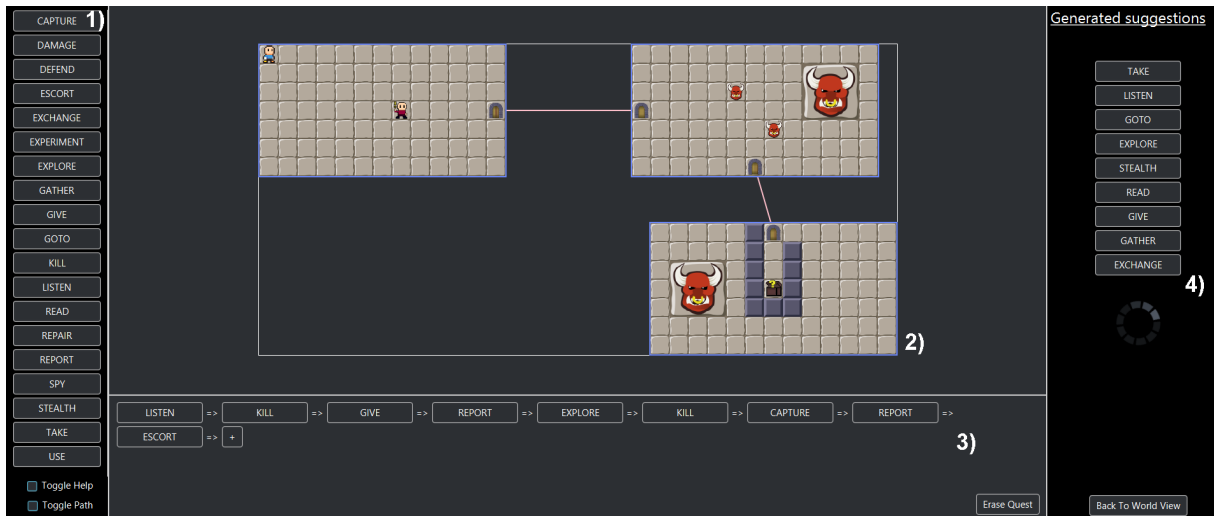 CAPTURE 1)
DAMAGE
DEFEND
ESCORT
EXCHANGE
EXPERIMENT
EXPLORE
GATHER
GIVE
GOTO
KILL
LISTEN
READ
REPAIR
REPORT
SPY
STEALTH
TAKE
USE
Toggle Help
Toggle Path
2)
LISTEN => KILL => GIVE => REPORT => EXPLORE => KILL => CAPTURE => REPORT =>
ESCORT => +
3)
Erase Quest
Generated suggestions
TAKE
LISTEN
GOTO
EXPLORE
STEALTH
READ
GIVE
GATHER
EXCHANGE
4)
Back To World View